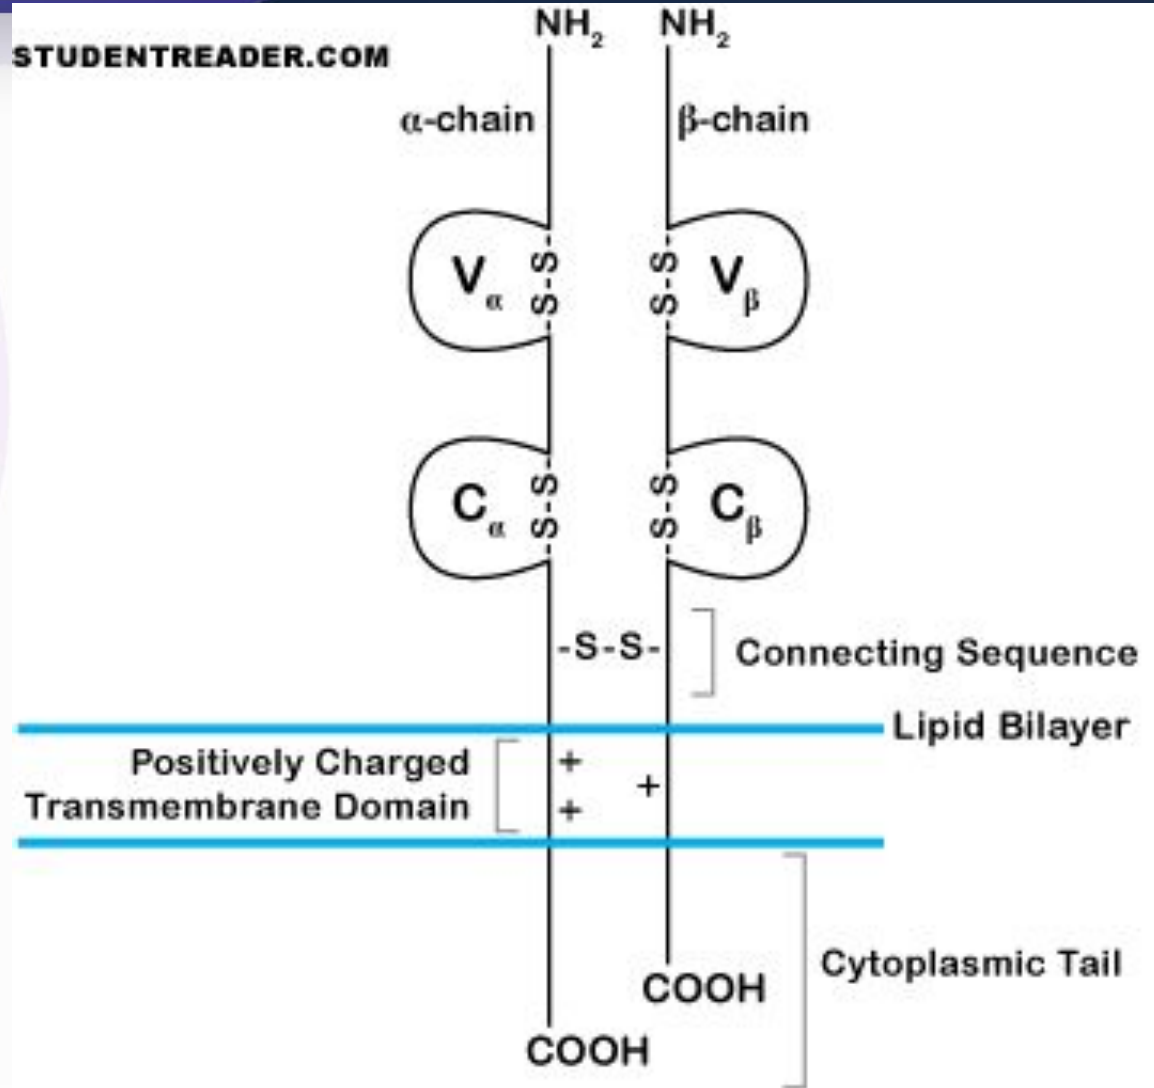 STUDENTREADER.COM
NH₂ NH₂
α-chain β-chain
Vα S S S S Vβ
Cα S S S S Cβ
-S-S- Connecting Sequence
Lipid Bilayer
Positively Charged + +
Transmembrane Domain +
Cytoplasmic Tail
COOH
COOH